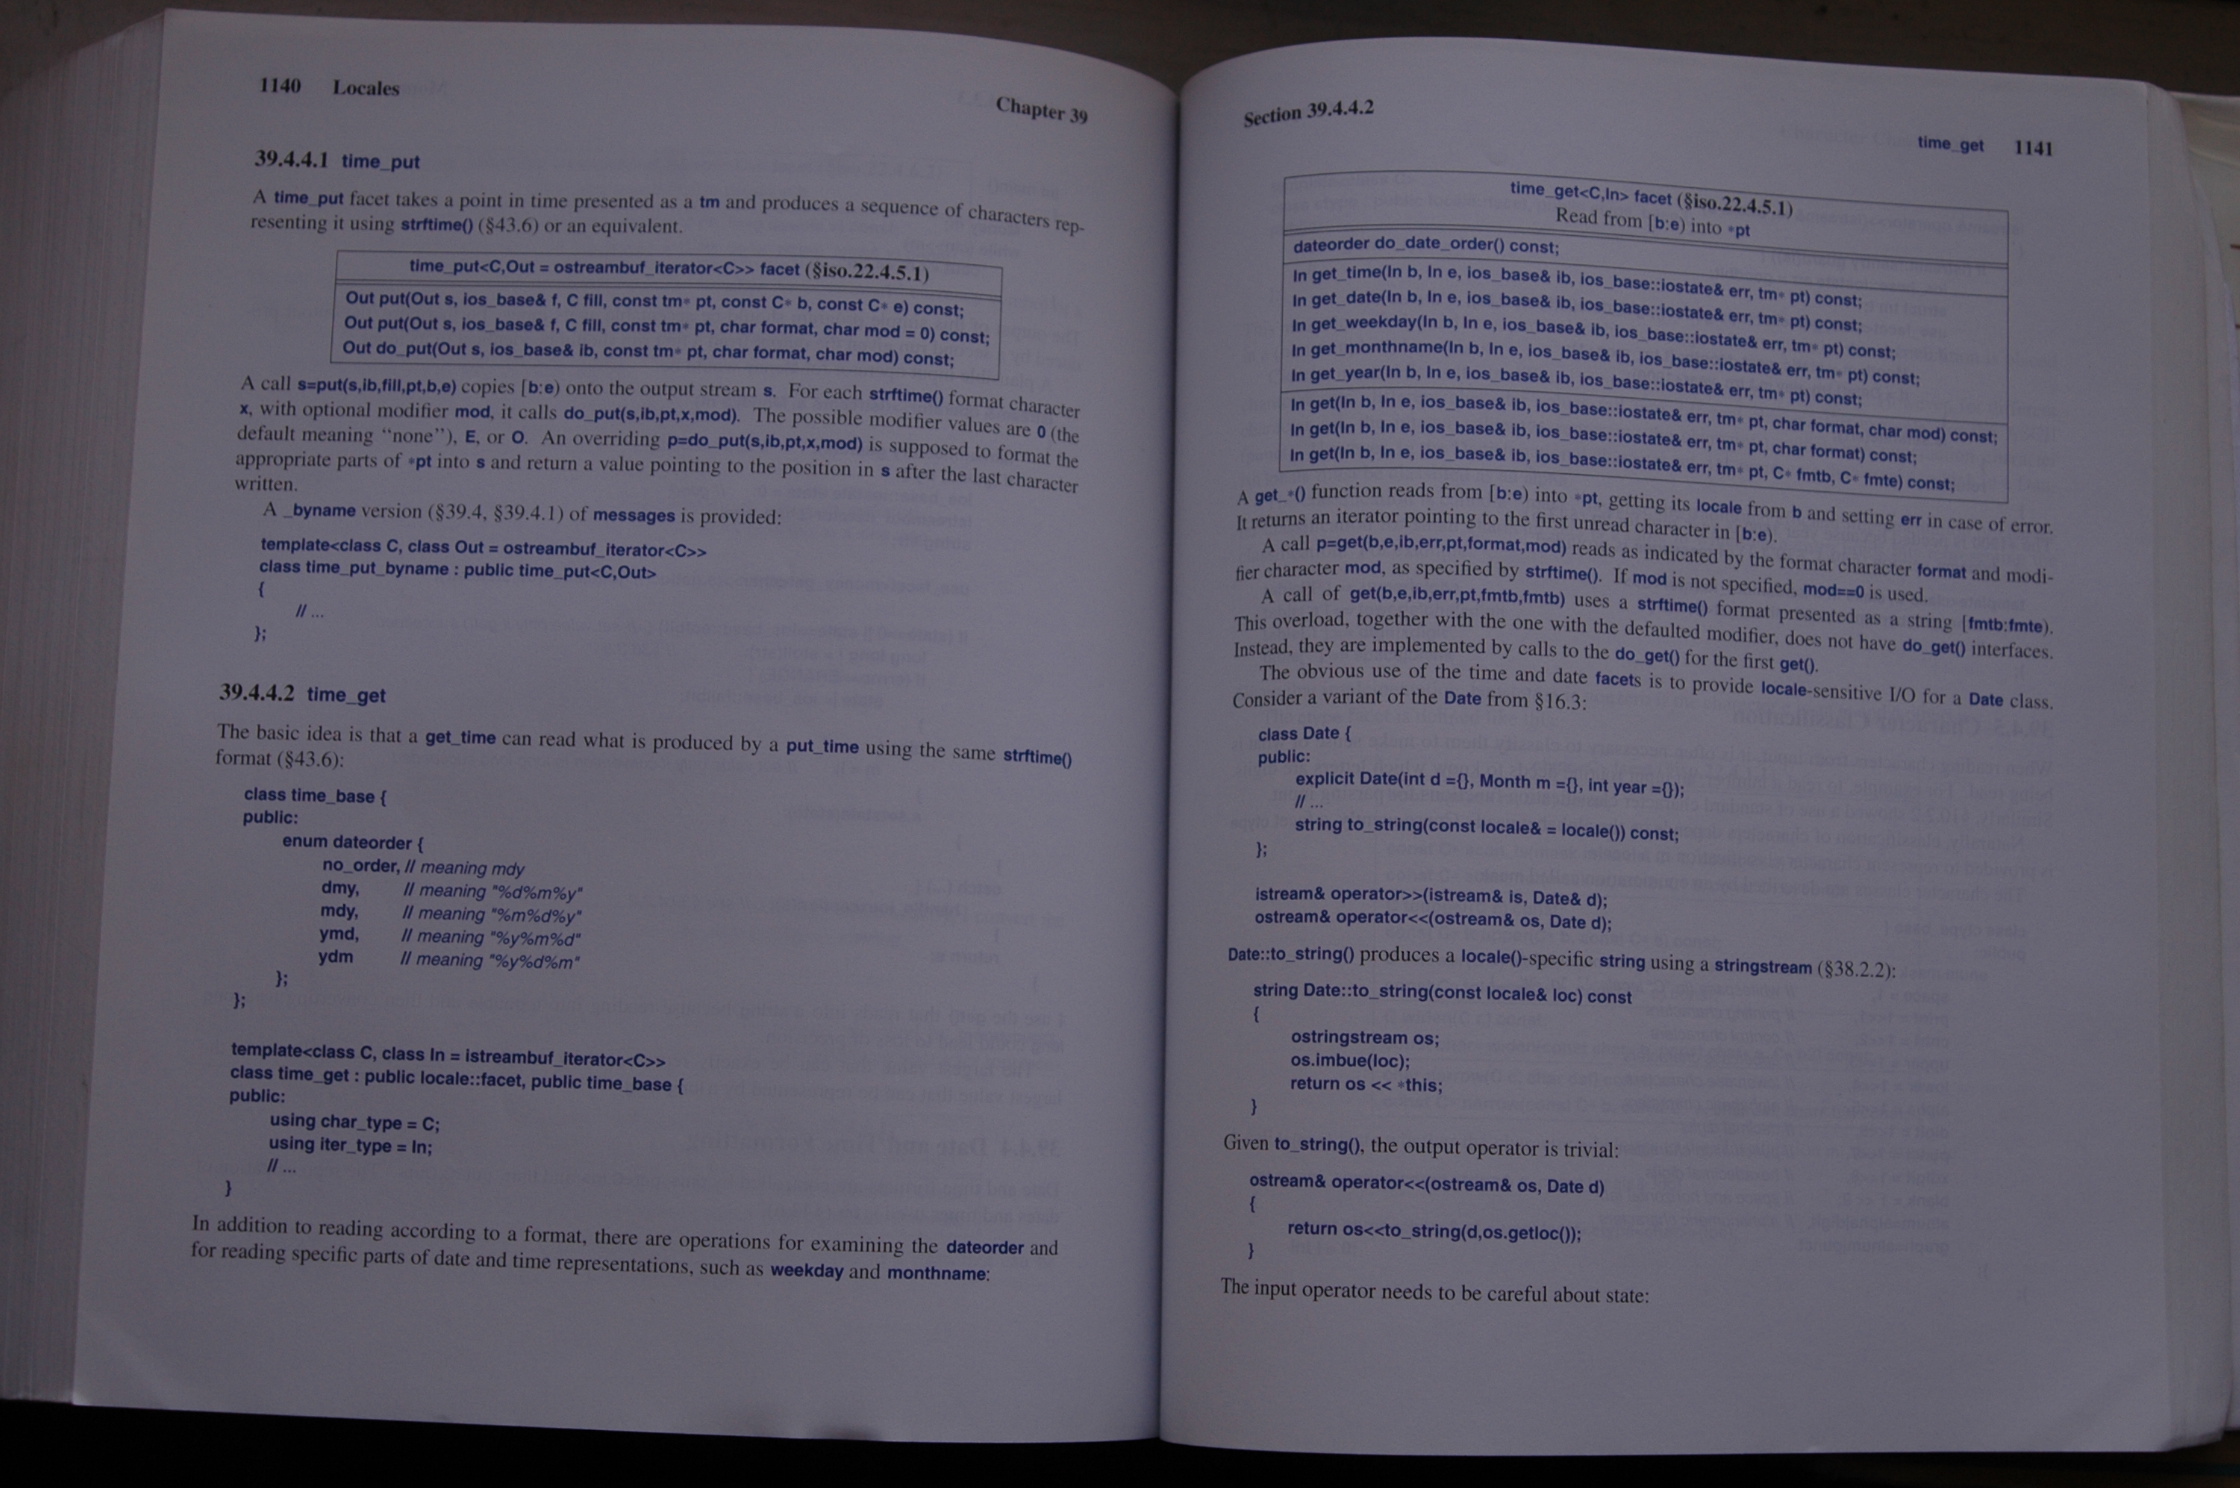 1140 Locales Chapter 39
39.4.4.1 time_put
A time_put facet takes a point in time presented as a tm and produces a sequence of characters rep-
resenting it using strftime() (§43.6) or an equivalent.
time_put<C,Out = ostreambuf_iterator<C>> facet (§iso.22.4.5.1)
Out put(Out s, ios_base& f, C fill, const tm* pt, const C* b, const C* e) const;
Out put(Out s, ios_base& f, C fill, const tm* pt, char format, char mod = 0) const;
Out do_put(Out s, ios_base& ib, const tm* pt, char format, char mod) const;
A call s=put(s,ib,fill,pt,b,e) copies [b:e) onto the output stream s. For each strftime() format character
x, with optional modifier mod, it calls do_put(s,ib,pt,x,mod). The possible modifier values are 0 (the
default meaning “none”), E, or O. An overriding p=do_put(s,ib,pt,x,mod) is supposed to format the
appropriate parts of *pt into s and return a value pointing to the position in s after the last character
written.
A _byname version (§39.4, §39.4.1) of messages is provided:
template<class C, class Out = ostreambuf_iterator<C>>
class time_put_byname : public time_put<C,Out>
{
// ...
};
39.4.4.2 time_get
The basic idea is that a get_time can read what is produced by a put_time using the same strftime()
format (§43.6):
class time_base {
public:
enum dateorder {
no_order, // meaning mdy
dmy, // meaning "%d%m%y"
mdy, // meaning "%m%d%y"
ymd, // meaning "%y%m%d"
ydm // meaning "%y%d%m"
};
};
template<class C, class In = istreambuf_iterator<C>>
class time_get : public locale::facet, public time_base {
public:
using char_type = C;
using iter_type = In;
// ...
}
In addition to reading according to a format, there are operations for examining the dateorder and
for reading specific parts of date and time representations, such as weekday and monthname:
Section 39.4.4.2 time_get 1141
time_get<C,In> facet (§iso.22.4.5.1)
Read from [b:e) into *pt
dateorder do_date_order() const;
In get_time(In b, In e, ios_base& ib, ios_base::iostate& err, tm* pt) const;
In get_date(In b, In e, ios_base& ib, ios_base::iostate& err, tm* pt) const;
In get_weekday(In b, In e, ios_base& ib, ios_base::iostate& err, tm* pt) const;
In get_monthname(In b, In e, ios_base& ib, ios_base::iostate& err, tm* pt) const;
In get_year(In b, In e, ios_base& ib, ios_base::iostate& err, tm* pt) const;
In get(In b, In e, ios_base& ib, ios_base::iostate& err, tm* pt, char format, char mod) const;
In get(In b, In e, ios_base& ib, ios_base::iostate& err, tm* pt, char format) const;
In get(In b, In e, ios_base& ib, ios_base::iostate& err, tm* pt, C* fmtb, C* fmte) const;
A get_*() function reads from [b:e) into *pt, getting its locale from b and setting err in case of error.
It returns an iterator pointing to the first unread character in [b:e).
A call p=get(b,e,ib,err,pt,format,mod) reads as indicated by the format character format and modi-
fier character mod, as specified by strftime(). If mod is not specified, mod==0 is used.
A call of get(b,e,ib,err,pt,fmtb,fmtb) uses a strftime() format presented as a string [fmtb:fmte).
This overload, together with the one with the defaulted modifier, does not have do_get() interfaces.
Instead, they are implemented by calls to the do_get() for the first get().
The obvious use of the time and date facets is to provide locale-sensitive I/O for a Date class.
Consider a variant of the Date from §16.3:
class Date {
public:
explicit Date(int d ={}, Month m ={}, int year ={});
// ...
string to_string(const locale& = locale()) const;
};
istream& operator>>(istream& is, Date& d);
ostream& operator<<(ostream& os, Date d);
Date::to_string() produces a locale()-specific string using a stringstream (§38.2.2):
string Date::to_string(const locale& loc) const
{
ostringstream os;
os.imbue(loc);
return os << *this;
}
Given to_string(), the output operator is trivial:
ostream& operator<<(ostream& os, Date d)
{
return os<<to_string(d,os.getloc());
}
The input operator needs to be careful about state: